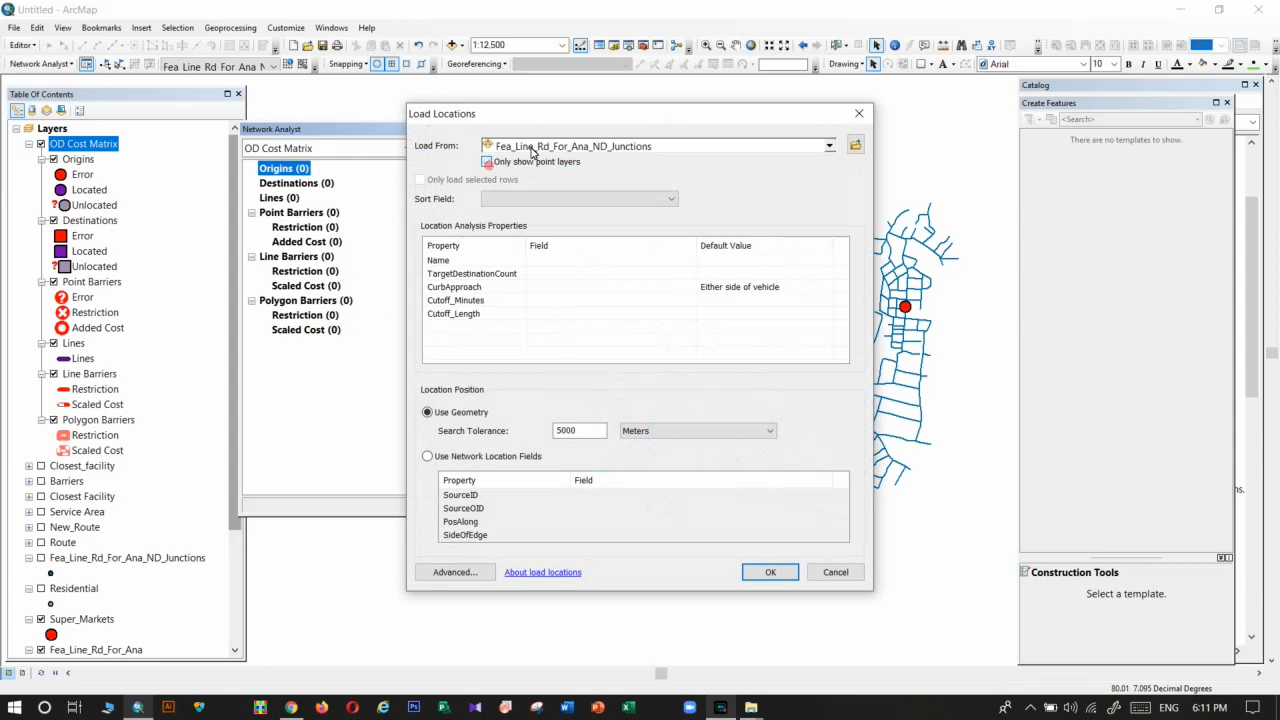 Untitled - ArcMap
File Edit View Bookmarks Insert Selection Geoprocessing Customize Windows Help
Editor 1:12,500
Network Analyst Fea_Line_Rd_For_Ana_N Snapping Georeferencing Drawing Arial 10 B I U A
Table Of Contents
Layers
OD Cost Matrix
Origins
Error
Located
Unlocated
Destinations
Error
Located
Unlocated
Point Barriers
Error
Restriction
Added Cost
Lines
Lines
Line Barriers
Restriction
Scaled Cost
Polygon Barriers
Restriction
Scaled Cost
Closest_facility
Barriers
Closest Facility
Service Area
New_Route
Route
Fea_Line_Rd_For_Ana_ND_Junctions
Residential
Super_Markets
Fea_Line_Rd_For_Ana
Network Analyst
OD Cost Matrix
Origins (0)
Destinations (0)
Lines (0)
Point Barriers (0)
Restriction (0)
Added Cost (0)
Line Barriers (0)
Restriction (0)
Scaled Cost (0)
Polygon Barriers (0)
Restriction (0)
Scaled Cost (0)
Load Locations
Load From: Fea_Line_Rd_For_Ana_ND_Junctions
Only show point layers
Only load selected rows
Sort Field:
Location Analysis Properties
Property Field Default Value
Name
TargetDestinationCount
CurbApproach Either side of vehicle
Cutoff_Minutes
Cutoff_Length
Location Position
Use Geometry
Search Tolerance: 5000 Meters
Use Network Location Fields
Property Field
SourceID
SourceOID
PosAlong
SideOfEdge
Advanced... About load locations OK Cancel
Catalog
Create Features
<Search>
There are no templates to show.
ns.
Construction Tools
Select a template.
80.01 7.095 Decimal Degrees
6:11 PM